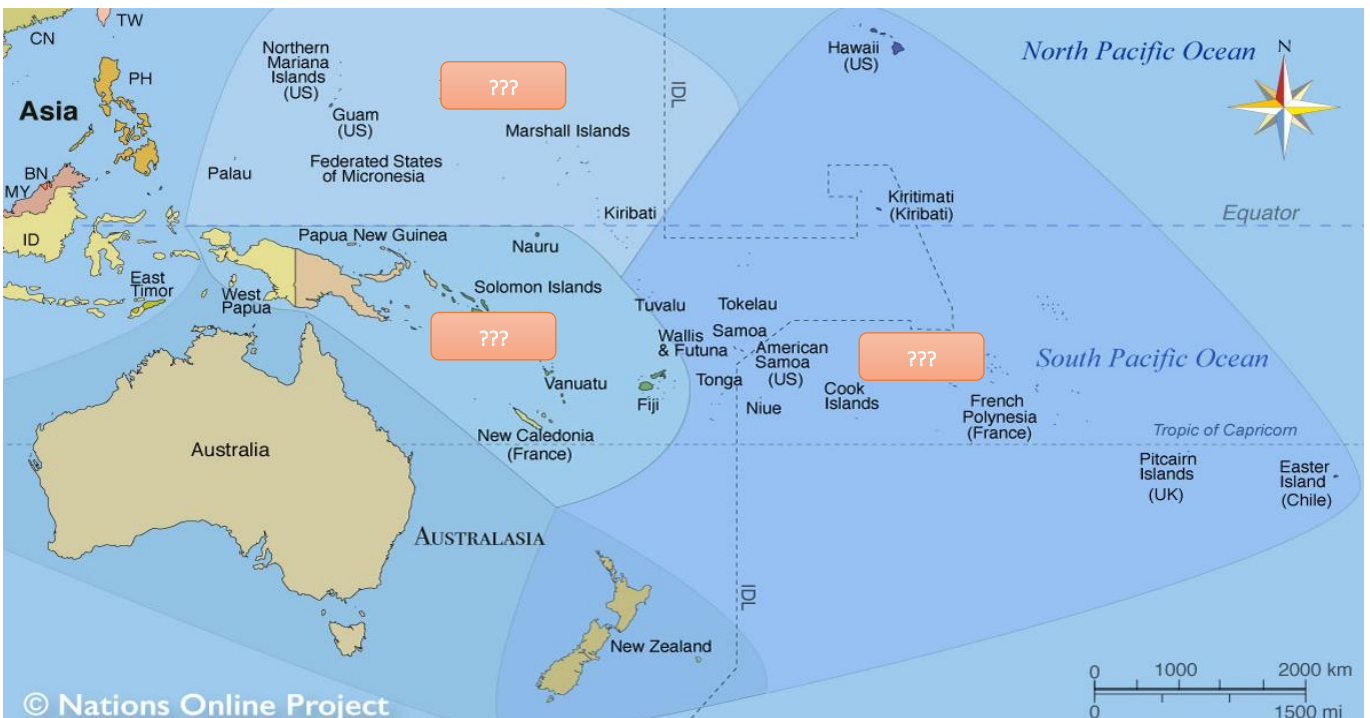 TW
CN
PH
Asia
BN
MY
ID
East
Timor
Northern
Mariana
Islands
(US)
Guam
(US)
???
Marshall Islands
Palau
Federated States
of Micronesia
Kiribati
IDL
Hawaii
(US)
North Pacific Ocean
N
Kiritimati
(Kiribati)
Equator
Papua New Guinea
Nauru
West
Papua
Solomon Islands
???
Vanuatu
New Caledonia
(France)
Fiji
Tuvalu
Tokelau
Wallis
& Futuna
Samoa
American
Samoa
(US)
Tonga
Niue
Cook
Islands
???
South Pacific Ocean
French
Polynesia
(France)
Tropic of Capricorn
Pitcairn
Islands
(UK)
Easter
Island
(Chile)
Australia
AUSTRALASIA
IDL
New Zealand
0 1000 2000 km
0 1500 mi
© Nations Online Project